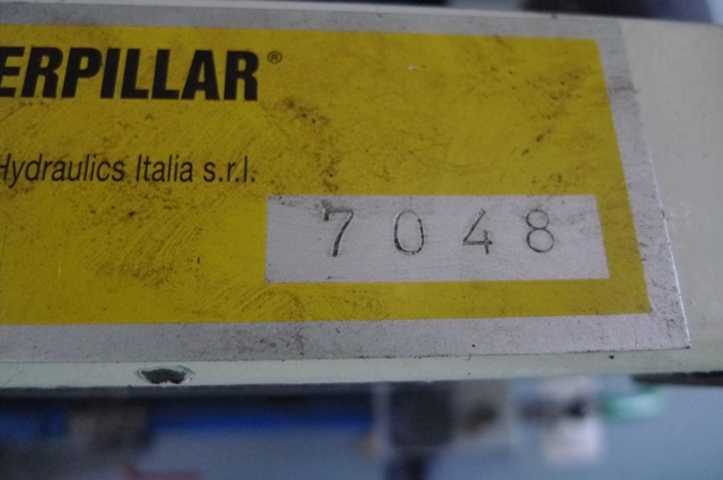 ERPILLAR®
Hydraulics Italia s.r.l.
7048